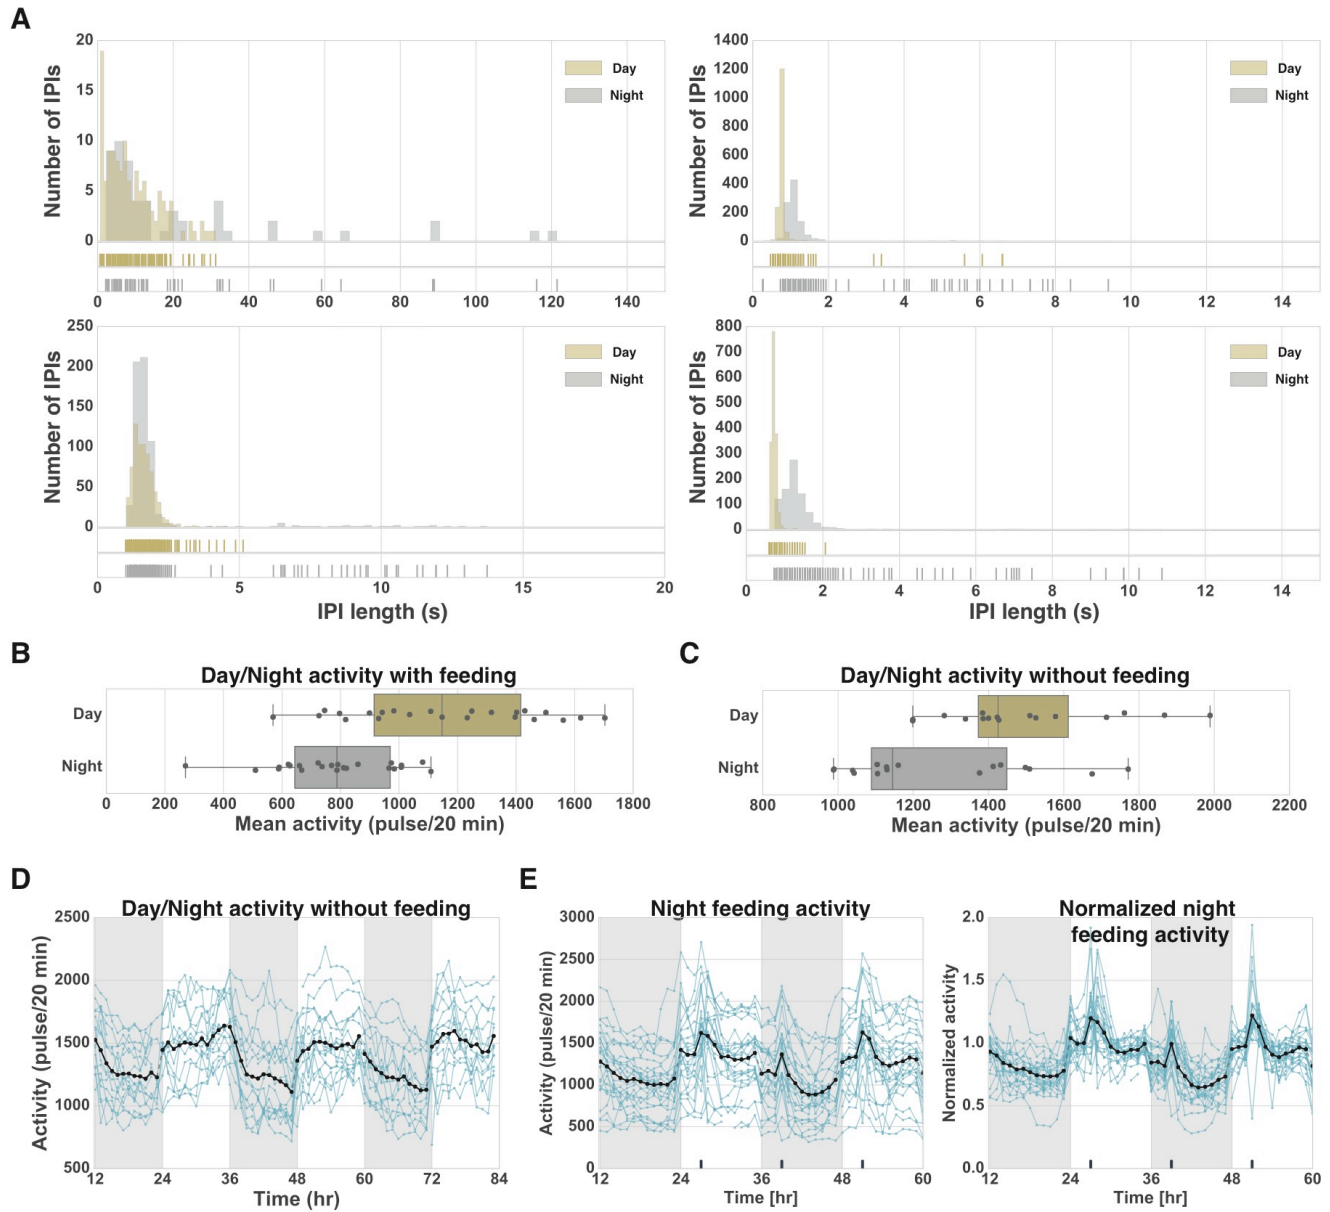 A
20
15
10
5
0
Number of IPIs
Day
Night
0 20 40 60 80 100 120 140
1400
1200
1000
800
600
400
200
0
Number of IPIs
Day
Night
0 2 4 6 8 10 12 14
250
200
150
100
50
0
Number of IPIs
Day
Night
0 5 10 15 20
IPI length (s)
800
700
600
500
400
300
200
100
0
Number of IPIs
Day
Night
0 2 4 6 8 10 12 14
IPI length (s)
B
Day/Night activity with feeding
Day
Night
0 200 400 600 800 1000 1200 1400 1600 1800
Mean activity (pulse/20 min)
C
Day/Night activity without feeding
Day
Night
800 1000 1200 1400 1600 1800 2000 2200
Mean activity (pulse/20 min)
D
Day/Night activity without feeding
2500
2000
1500
1000
500
Activity (pulse/20 min)
12 24 36 48 60 72 84
Time (hr)
E
Night feeding activity
3000
2500
2000
1500
1000
500
0
Activity (pulse/20 min)
12 24 36 48 60
Time [hr]
Normalized night
feeding activity
2.0
1.5
1.0
0.5
0.0
Normalized activity
12 24 36 48 60
Time [hr]